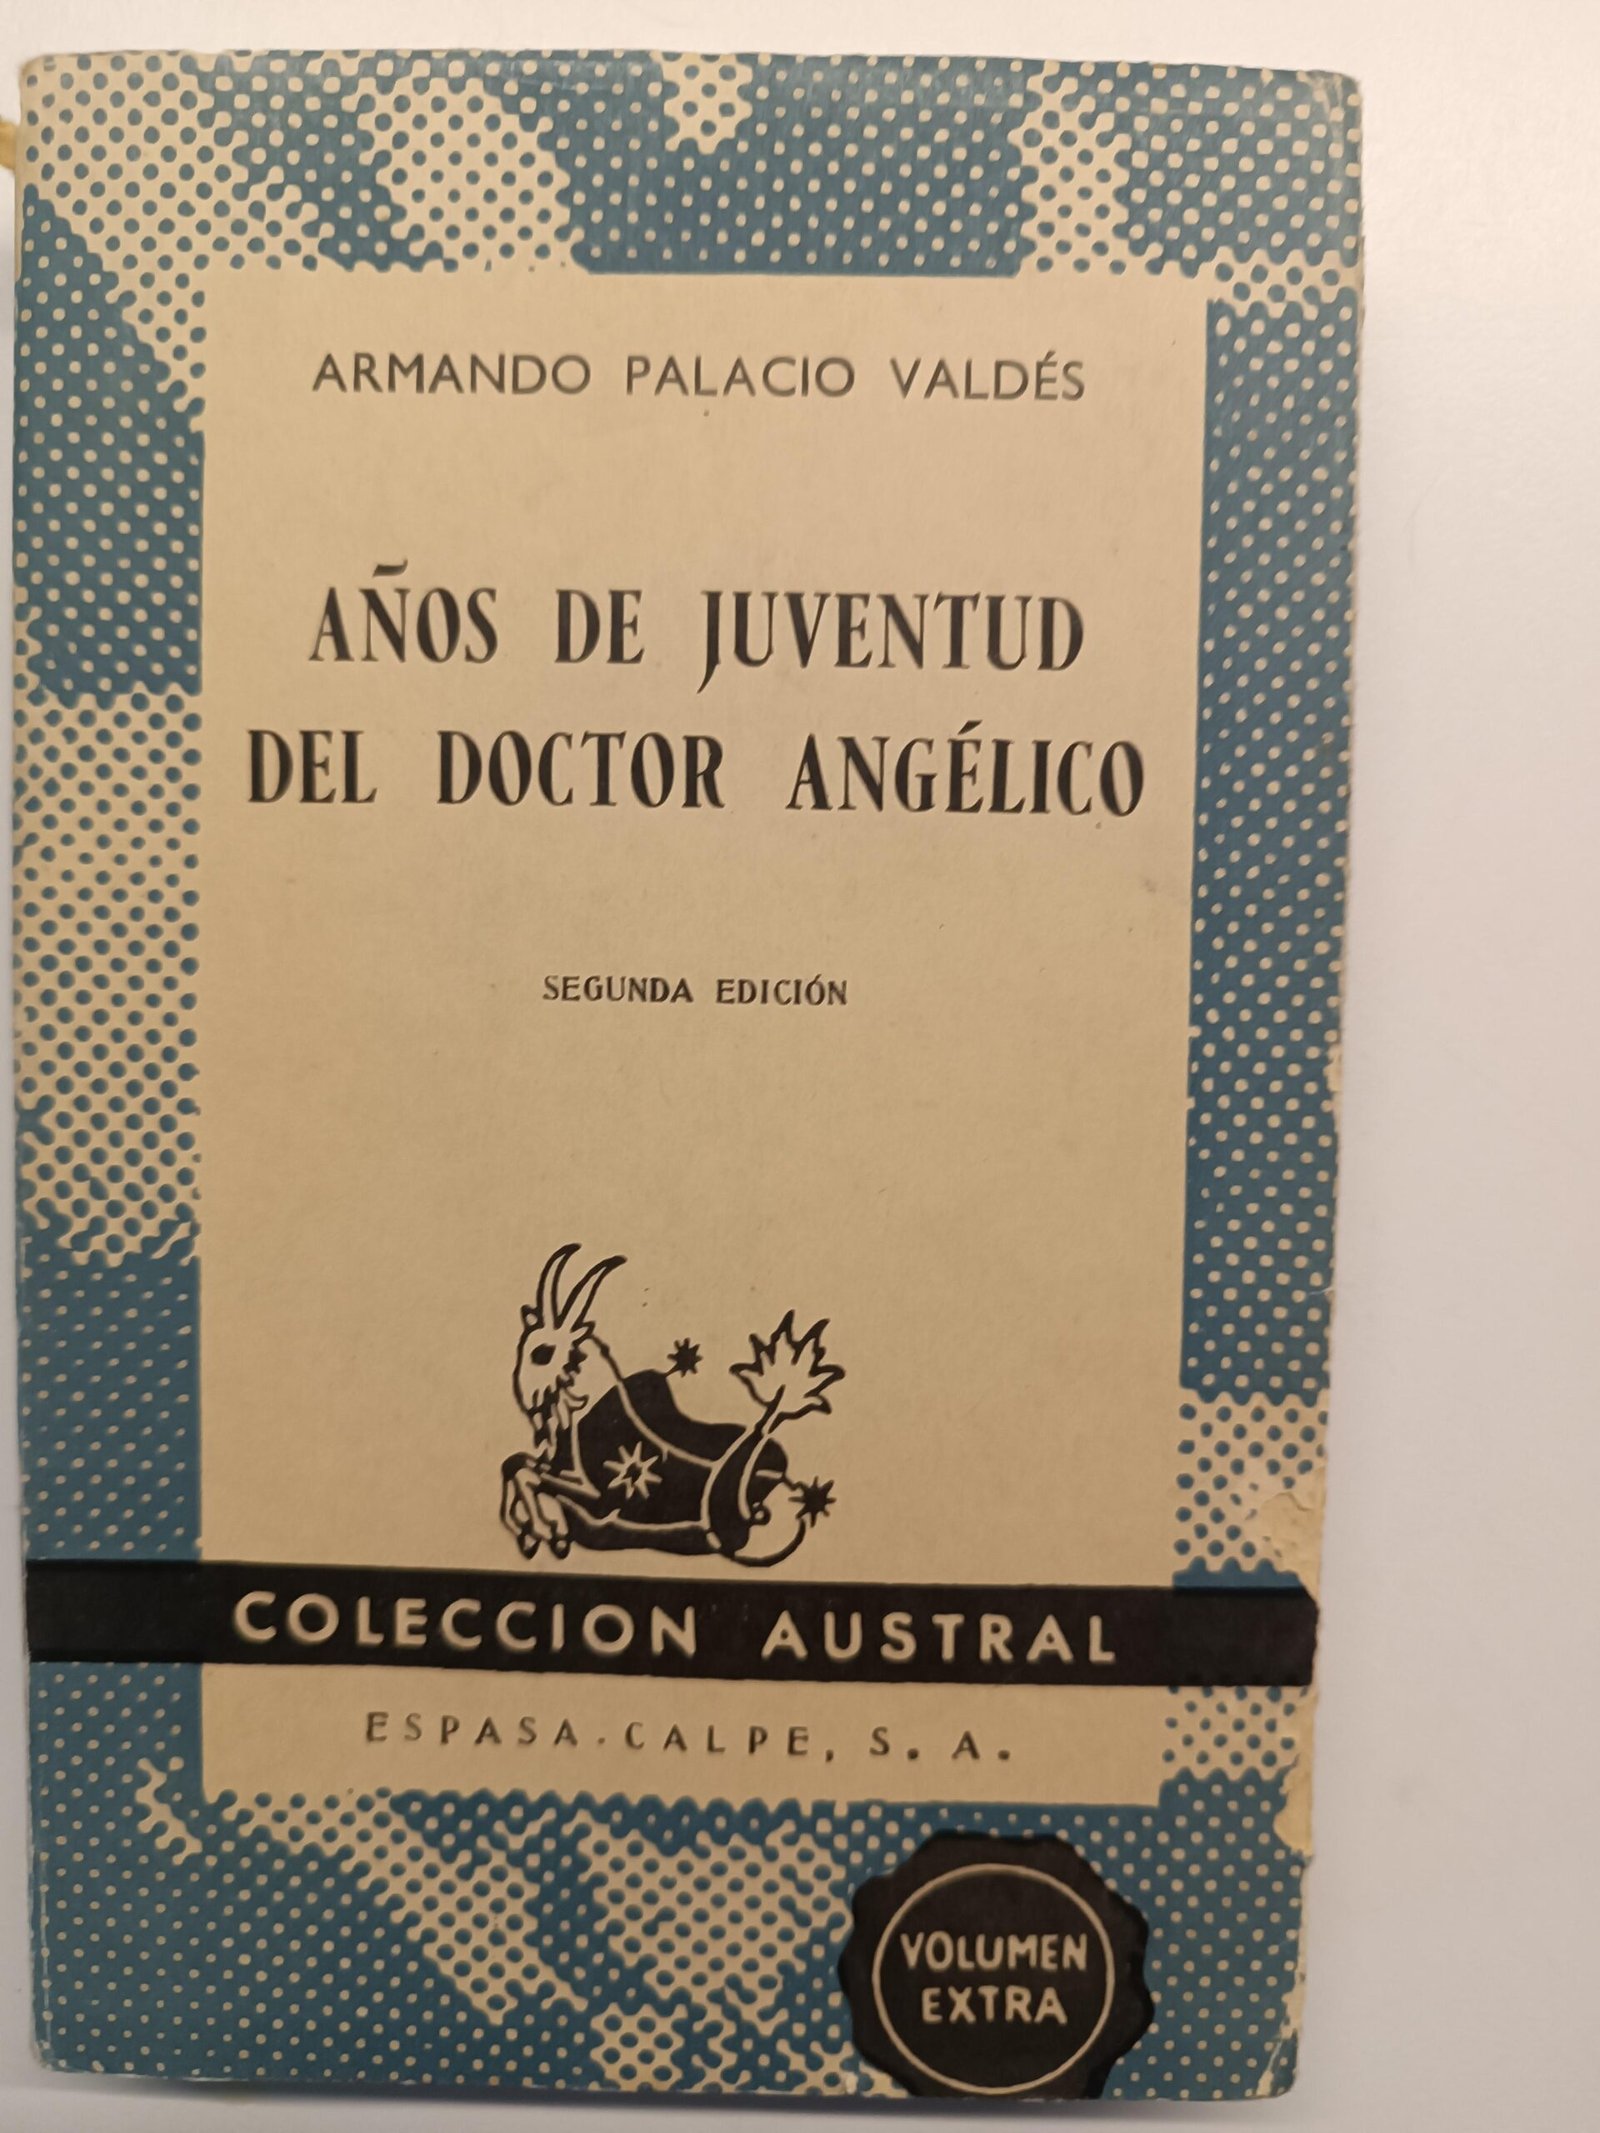 ARMANDO PALACIO VALDÉS
AÑOS DE JUVENTUD
DEL DOCTOR ANGÉLICO
SEGUNDA EDICIÓN
COLECCION AUSTRAL
ESPASA-CALPE, S. A.
VOLUMEN
EXTRA